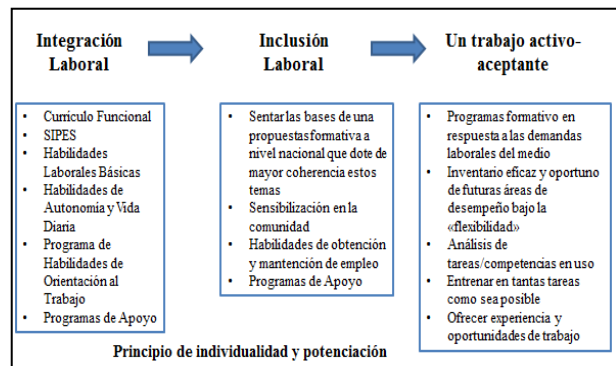 Integración
Laboral
Inclusión
Laboral
Un trabajo activo-
aceptante
• Currículo Funcional
• SIPES
• Habilidades
Laborales Básicas
• Habilidades de
Autonomía y Vida
Diaria
• Programa de
Habilidades de
Orientación al
Trabajo
• Programas de Apoyo
• Sentar las bases de una
propuestas formativa a
nivel nacional que dote de
mayor coherencia estos
temas
• Sensibilización en la
comunidad
• Habilidades de obtención
y mantención de empleo
• Programas de Apoyo
• Programas formativo en
respuesta a las demandas
laborales del medio
• Inventario eficaz y oportuno
de futuras áreas de
desempeño bajo la
«flexibilidad»
• Análisis de
tareas/competencias en uso
• Entrenar en tantas tareas
como sea posible
• Ofrecer experiencia y
oportunidades de trabajo
Principio de individualidad y potenciación